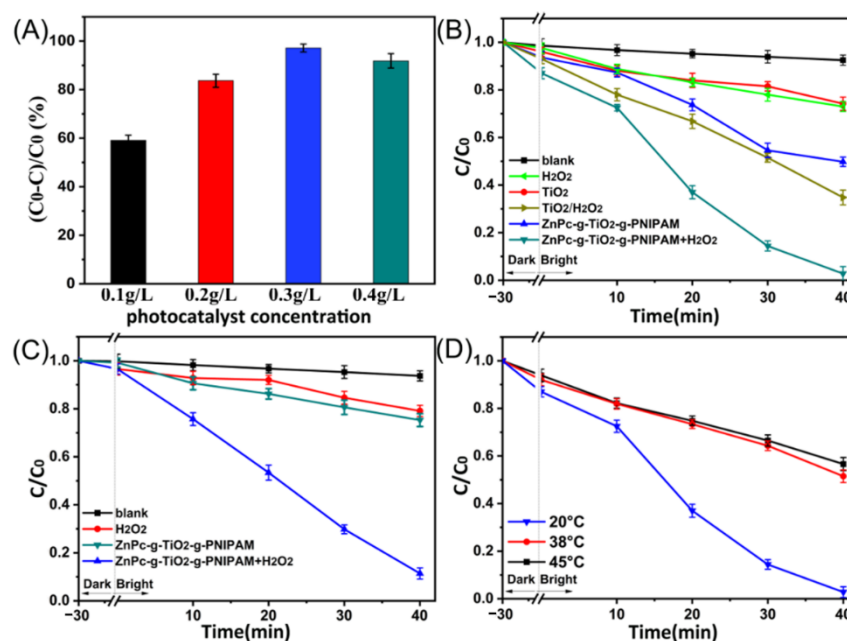 (A)
(C0-C)/C0 (%)
100
80
60
40
20
0
0.1g/L 0.2g/L 0.3g/L 0.4g/L
photocatalyst concentration
(B)
C/C0
1.0
0.8
0.6
0.4
0.2
0.0
blank
H2O2
TiO2
TiO2/H2O2
ZnPc-g-TiO2-g-PNIPAM
ZnPc-g-TiO2-g-PNIPAM+H2O2
Dark Bright
−30 10 20 30 40
Time(min)
(C)
C/C0
1.0
0.8
0.6
0.4
0.2
0.0
blank
H2O2
ZnPc-g-TiO2-g-PNIPAM
ZnPc-g-TiO2-g-PNIPAM+H2O2
Dark Bright
−30 10 20 30 40
Time(min)
(D)
C/C0
1.0
0.8
0.6
0.4
0.2
0.0
20°C
38°C
45°C
Dark Bright
−30 10 20 30 40
Time(min)